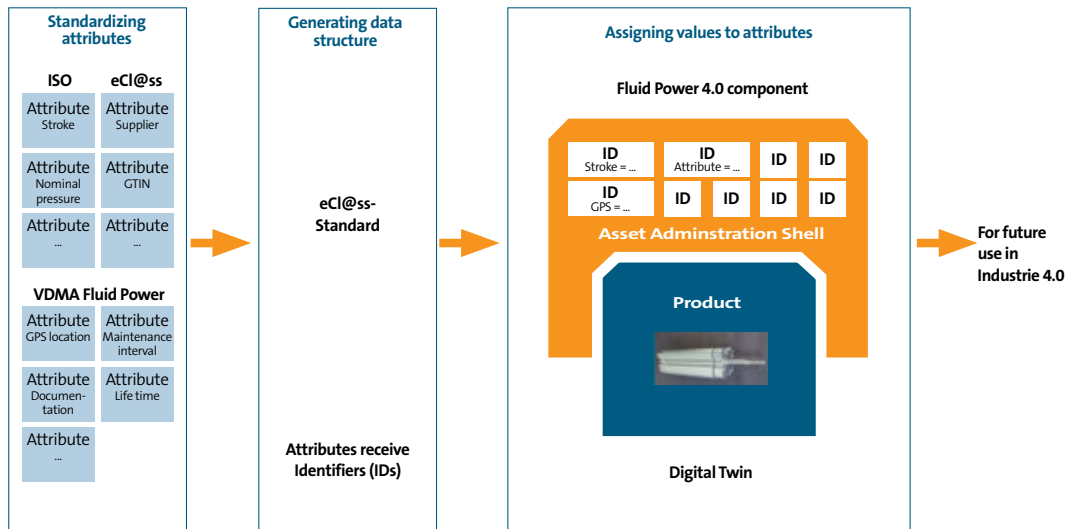 Standardizing
attributes
ISO
eCl@ss
Attribute
Stroke
Attribute
Supplier
Attribute
Nominal
pressure
Attribute
GTIN
Attribute
...
Attribute
...
VDMA Fluid Power
Attribute
GPS location
Attribute
Maintenance
interval
Attribute
Documen-
tation
Attribute
Life time
Attribute
...
Generating data
structure
eCl@ss-
Standard
Attributes receive
Identifiers (IDs)
Assigning values to attributes
Fluid Power 4.0 component
ID
Stroke = ...
ID
Attribute = ...
ID
ID
ID
GPS = ...
ID
ID
ID
ID
Asset Adminstration Shell
Product
Digital Twin
For future
use in
Industrie 4.0